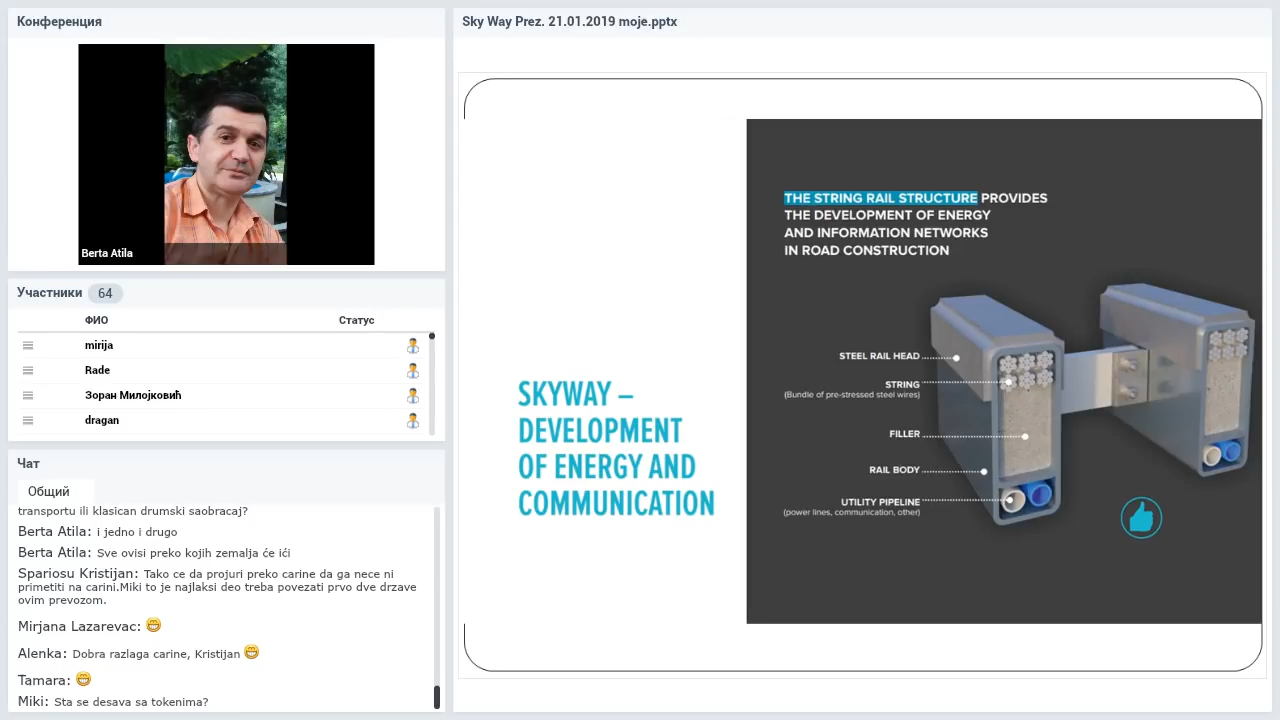 Конференция
Berta Atila
Участники 64
ФИО Статус
mirija
Rade
Зоран Милојковић
dragan
Чат
Общий
transportu ili klasican drumski saobracaj?
Berta Atila: i jedno i drugo
Berta Atila: Sve ovisi preko kojih zemalja će ići
Spariosu Kristijan: Tako ce da projuri preko carine da ga nece ni
primetiti na carini.Miki to je najlaksi deo treba povezati prvo dve drzave
ovim prevozom.
Mirjana Lazarevac:
Alenka: Dobra razlaga carine, Kristijan
Tamara:
Miki: Sta se desava sa tokenima?
Sky Way Prez. 21.01.2019 moje.pptx
SKYWAY –
DEVELOPMENT
OF ENERGY AND
COMMUNICATION
THE STRING RAIL STRUCTURE PROVIDES
THE DEVELOPMENT OF ENERGY
AND INFORMATION NETWORKS
IN ROAD CONSTRUCTION
STEEL RAIL HEAD
STRING
(Bundle of pre-stressed steel wires)
FILLER
RAIL BODY
UTILITY PIPELINE
(power lines, communication, other)